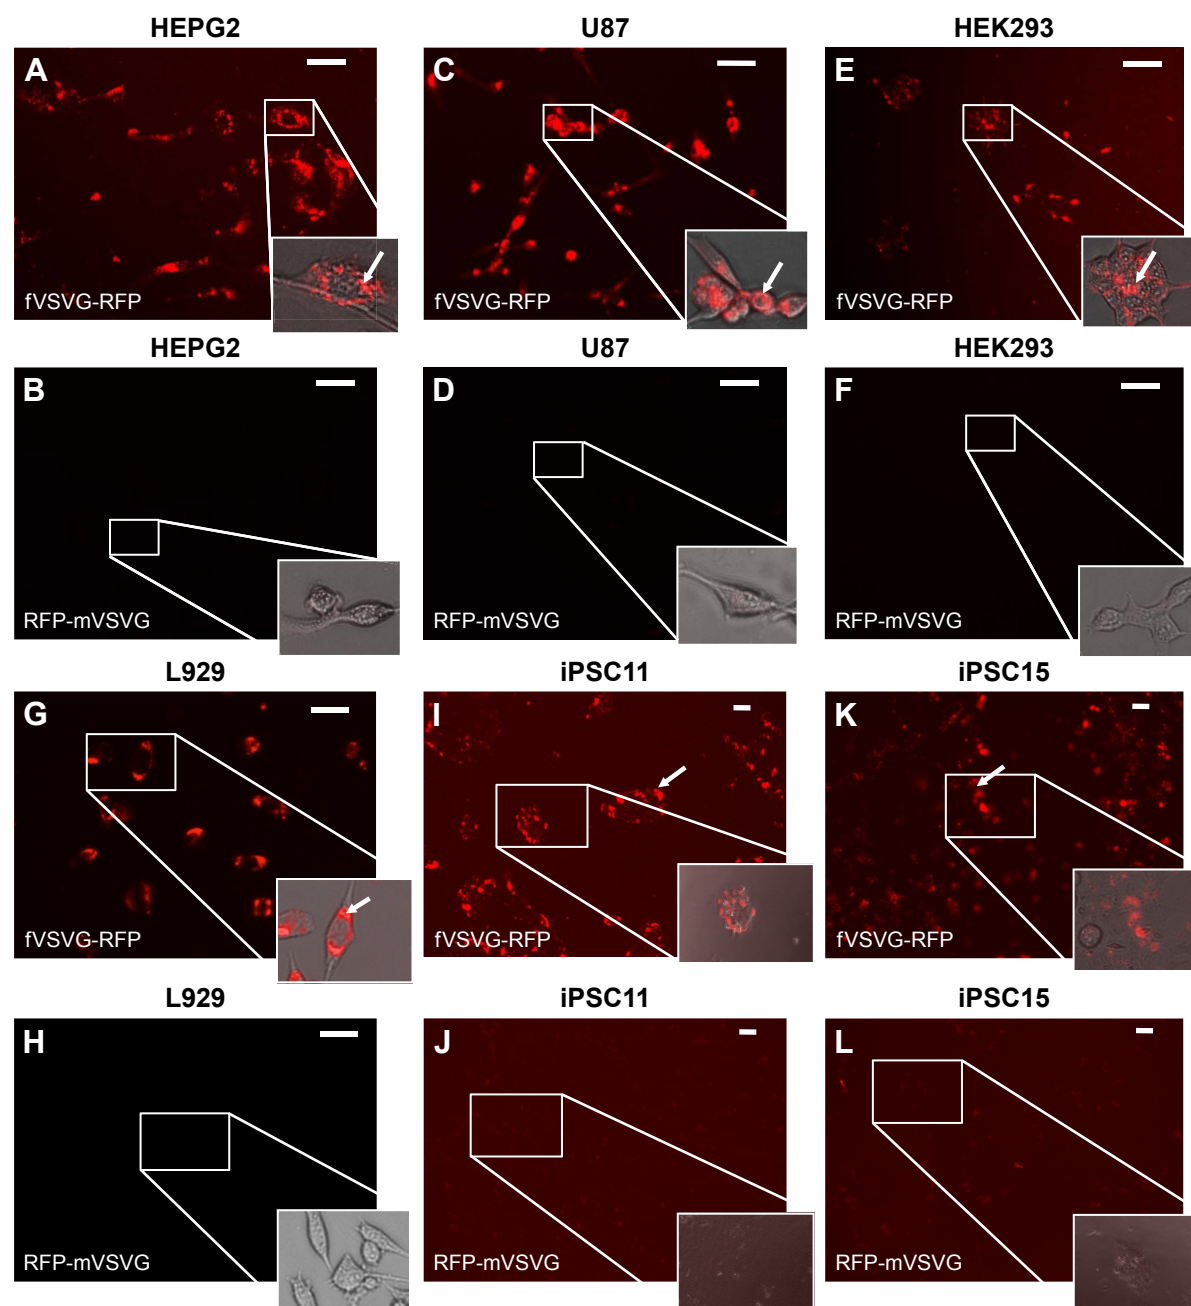 HEPG2 U87 HEK293
A C E
fVSVG-RFP fVSVG-RFP fVSVG-RFP
HEPG2 U87 HEK293
B D F
RFP-mVSVG RFP-mVSVG RFP-mVSVG
L929 iPSC11 iPSC15
G I K
fVSVG-RFP fVSVG-RFP fVSVG-RFP
L929 iPSC11 iPSC15
H J L
RFP-mVSVG RFP-mVSVG RFP-mVSVG